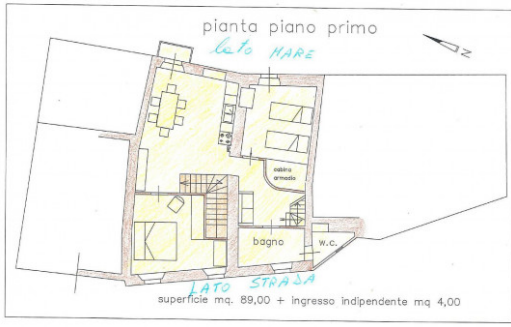 pianta piano primo
lato MARE
N
cabina
armadio
bagno
w.c.
LATO STRADA
superficie mq. 89,00 + ingresso indipendente mq 4,00